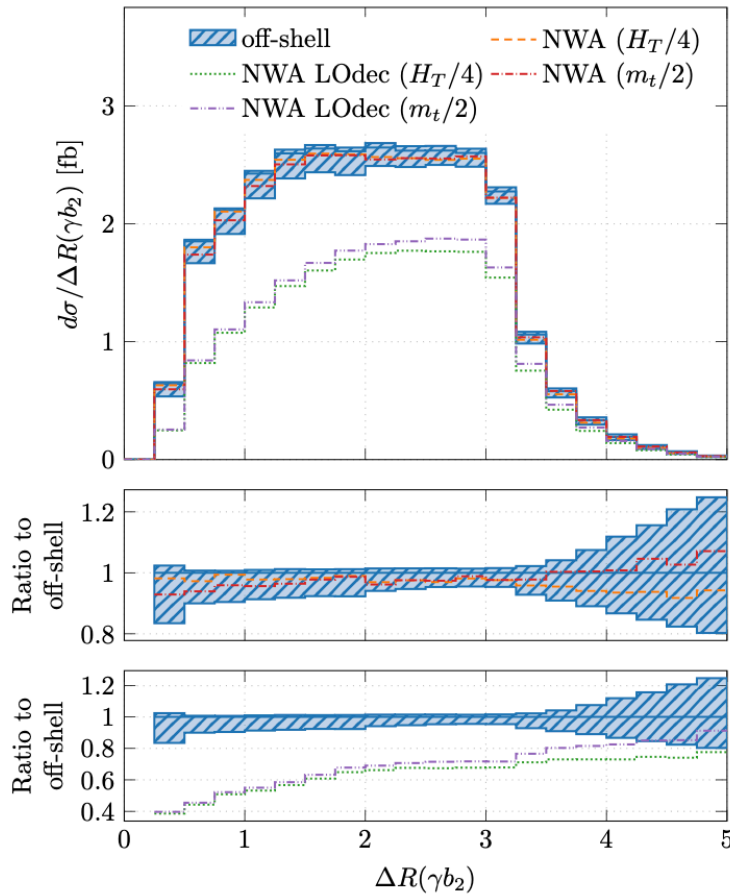 off-shell
NWA (H_T/4)
NWA LOdec (H_T/4)
NWA (m_t/2)
NWA LOdec (m_t/2)
dσ/ΔR(γb₂) [fb]
3
2
1
0
Ratio to
off-shell
1.2
1
0.8
Ratio to
off-shell
1.2
1
0.8
0.6
0.4
0 1 2 3 4 5
ΔR(γb₂)